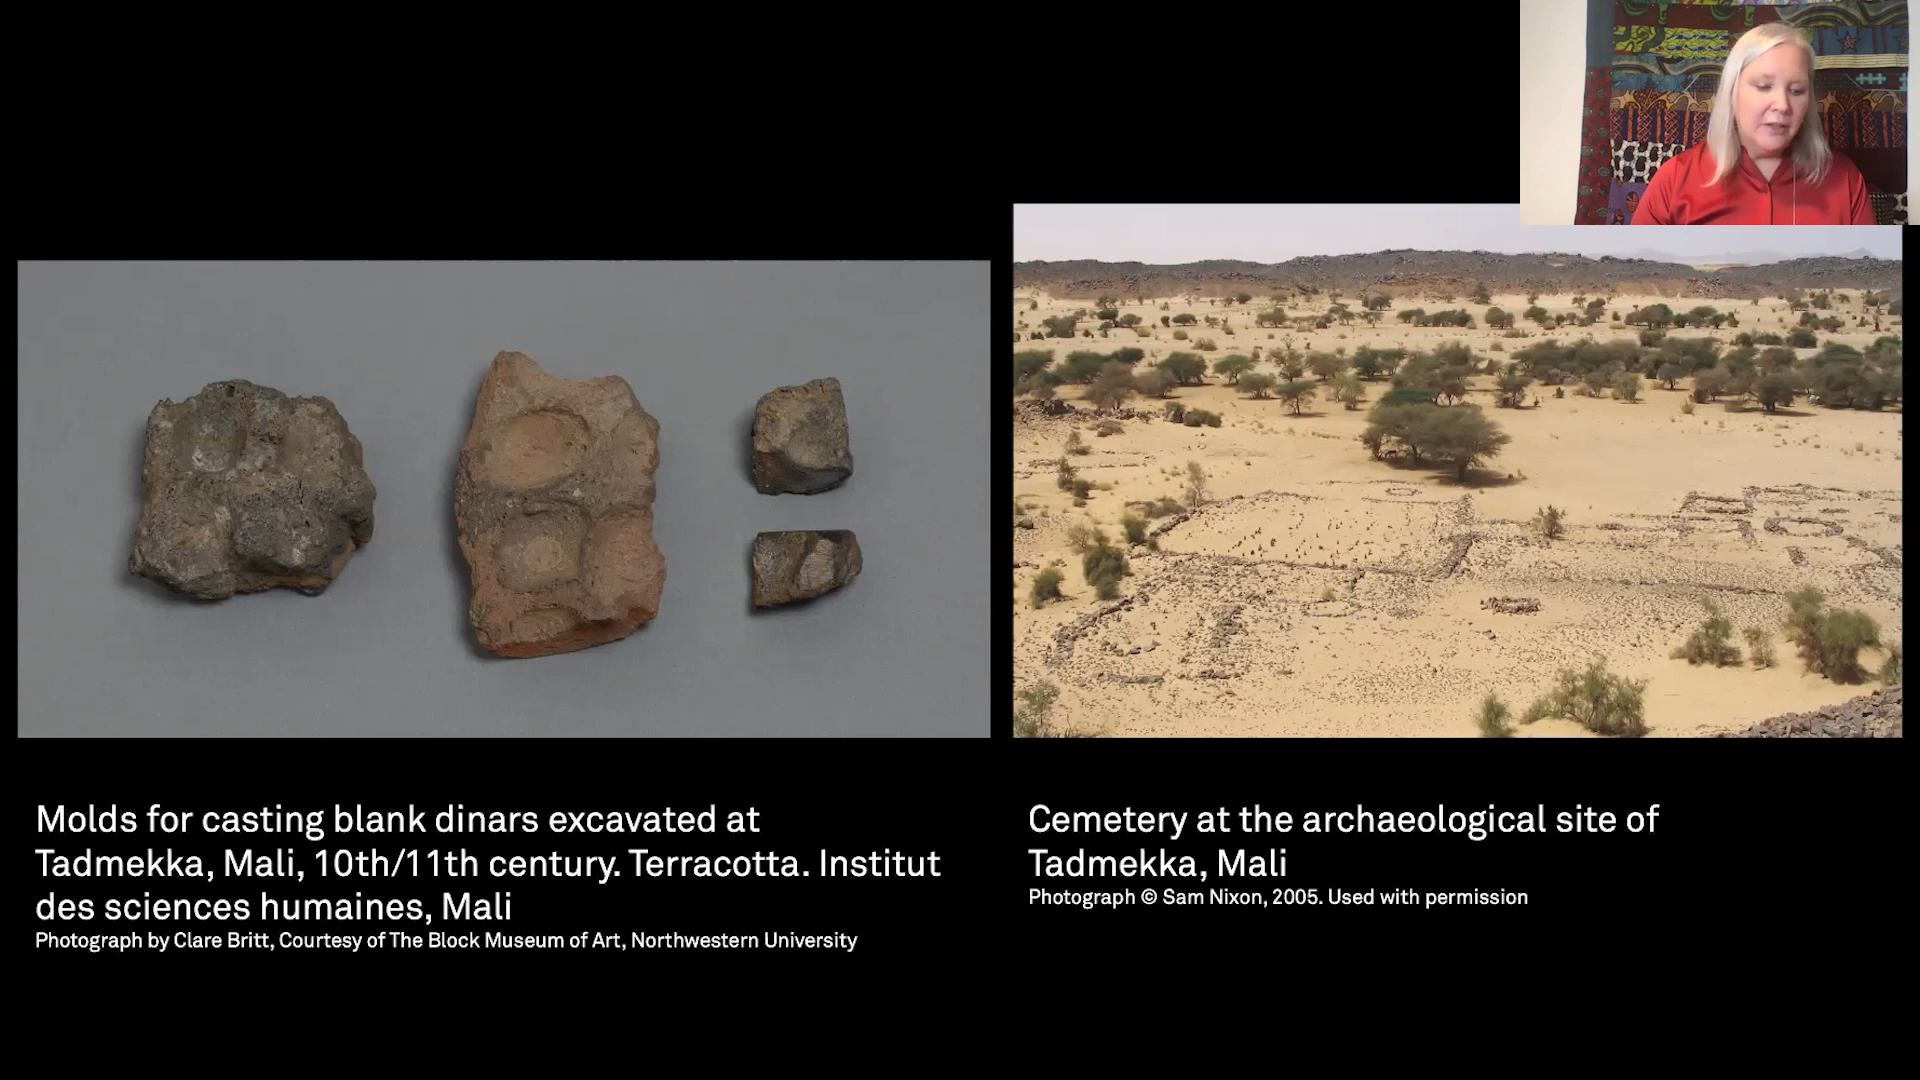 Molds for casting blank dinars excavated at
Tadmekka, Mali, 10th/11th century. Terracotta. Institut
des sciences humaines, Mali
Photograph by Clare Britt, Courtesy of The Block Museum of Art, Northwestern University
Cemetery at the archaeological site of
Tadmekka, Mali
Photograph © Sam Nixon, 2005. Used with permission